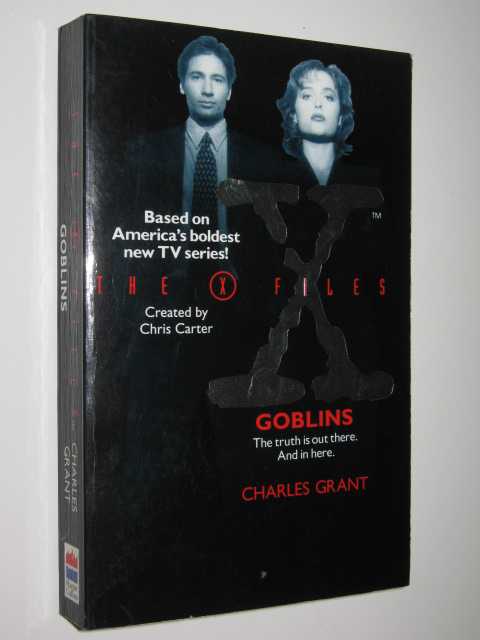 Based on
America's boldest
new TV series!
X
TM
THE X FILES
Created by
Chris Carter
GOBLINS
The truth is out there.
And in here.
CHARLES GRANT
GOBLINS
CHARLES
GRANT